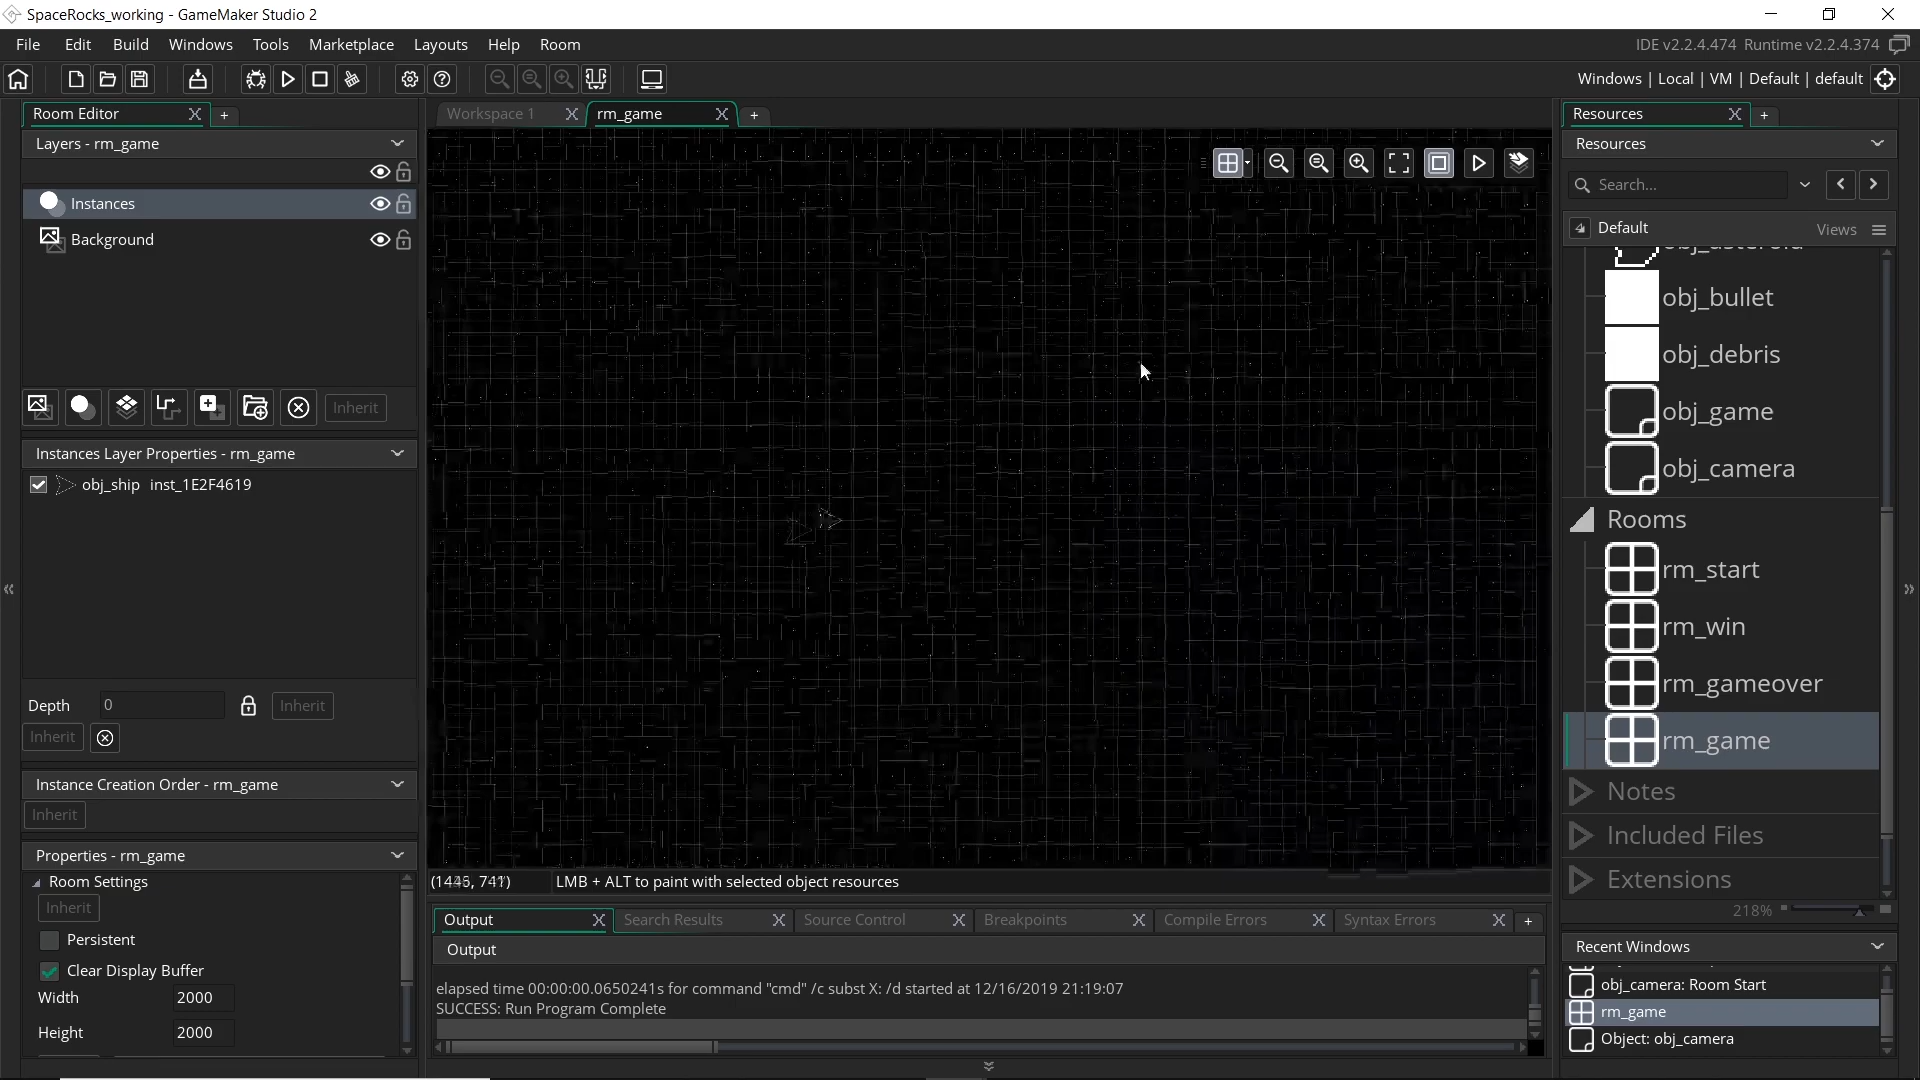 SpaceRocks_working - GameMaker Studio 2
File Edit Build Windows Tools Marketplace Layouts Help Room
IDE v2.2.4.474 Runtime v2.2.4.374
Windows | Local | VM | Default | default
Room Editor
Layers - rm_game
Instances
Background
Inherit
Instances Layer Properties - rm_game
obj_ship inst_1E2F4619
Depth 0 Inherit
Inherit
Instance Creation Order - rm_game
Inherit
Properties - rm_game
Room Settings
Inherit
Persistent
Clear Display Buffer
Width 2000
Height 2000
Workspace 1
rm_game
LMB + ALT to paint with selected object resources
Output Search Results Source Control Breakpoints Compile Errors Syntax Errors
Output
elapsed time 00:00:00.0650241s for command "cmd" /c subst X: /d started at 12/16/2019 21:19:07
SUCCESS: Run Program Complete
Resources
Resources
Search...
Default Views
obj_asteroid
obj_bullet
obj_debris
obj_game
obj_camera
Rooms
rm_start
rm_win
rm_gameover
rm_game
Notes
Included Files
Extensions
218%
Recent Windows
obj_camera: Room Start
rm_game
Object: obj_camera